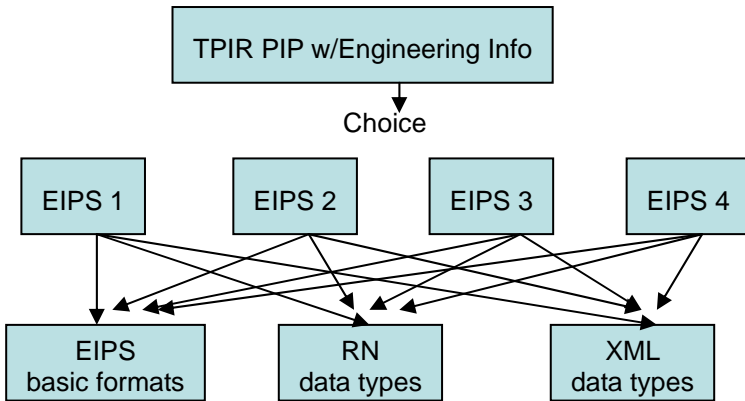 TPIR PIP w/Engineering Info
Choice
EIPS 1
EIPS 2
EIPS 3
EIPS 4
EIPS
basic formats
RN
data types
XML
data types